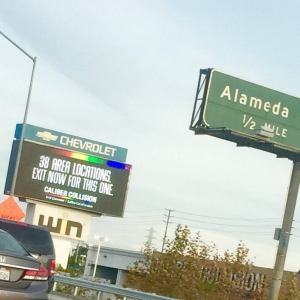 CHEVROLET
38 AREA LOCATIONS.
EXIT NOW FOR THIS ONE.
CALIBER COLLISION
Alameda
1/2 MILE